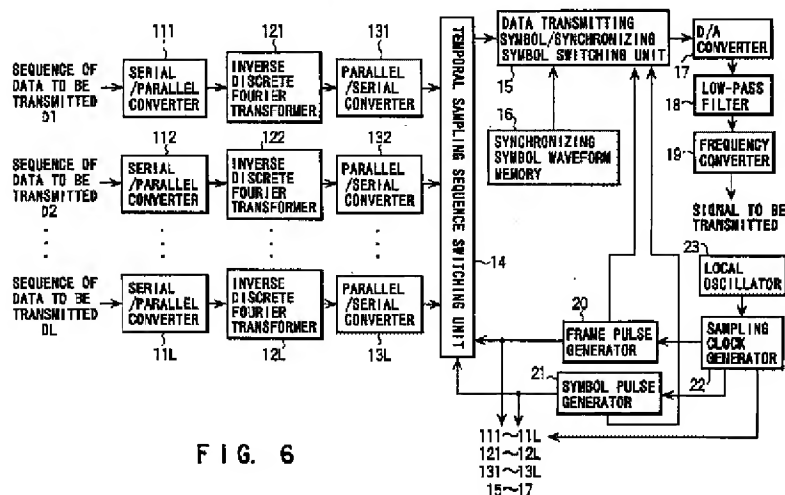 111
121
131
SEQUENCE OF
DATA TO BE
TRANSMITTED
D1
SERIAL
/PARALLEL
CONVERTER
INVERSE
DISCRETE
FOURIER
TRANSFORMER
PARALLEL
/SERIAL
CONVERTER
112
122
132
SEQUENCE OF
DATA TO BE
TRANSMITTED
D2
SERIAL
/PARALLEL
CONVERTER
INVERSE
DISCRETE
FOURIER
TRANSFORMER
PARALLEL
/SERIAL
CONVERTER
SEQUENCE OF
DATA TO BE
TRANSMITTED
DL
SERIAL
/PARALLEL
CONVERTER
INVERSE
DISCRETE
FOURIER
TRANSFORMER
PARALLEL
/SERIAL
CONVERTER
11L
12L
13L
TEMPORAL SAMPLING SEQUENCE SWITCHING UNIT
14
DATA TRANSMITTING
SYMBOL/SYNCHRONIZING
SYMBOL SWITCHING UNIT
15
16
SYNCHRONIZING
SYMBOL WAVEFORM
MEMORY
D/A
CONVERTER
17
LOW-PASS
FILTER
18
FREQUENCY
CONVERTER
19
SIGNAL TO BE
TRANSMITTED
23
LOCAL
OSCILLATOR
SAMPLING
CLOCK
GENERATOR
22
20
FRAME PULSE
GENERATOR
21
SYMBOL PULSE
GENERATOR
111~11L
121~12L
131~13L
15~17
FIG. 6